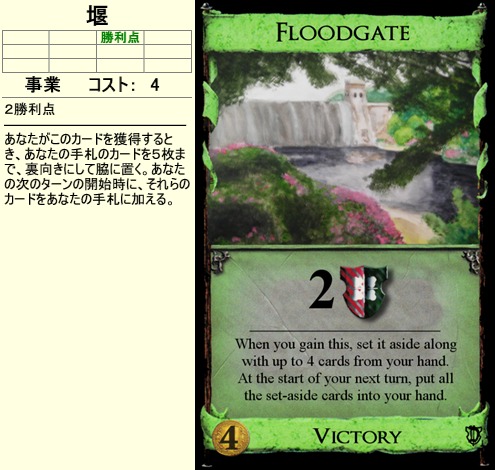 堰
勝利点
事業 コスト: 4
2勝利点
あなたがこのカードを獲得すると
き、あなたの手札のカードを5枚ま
で、裏向きにして脇に置く。あなた
の次のターンの開始時に、それらの
カードをあなたの手札に加える。
FLOODGATE
2
When you gain this, set it aside along
with up to 4 cards from your hand.
At the start of your next turn, put all
the set-aside cards into your hand.
4 VICTORY